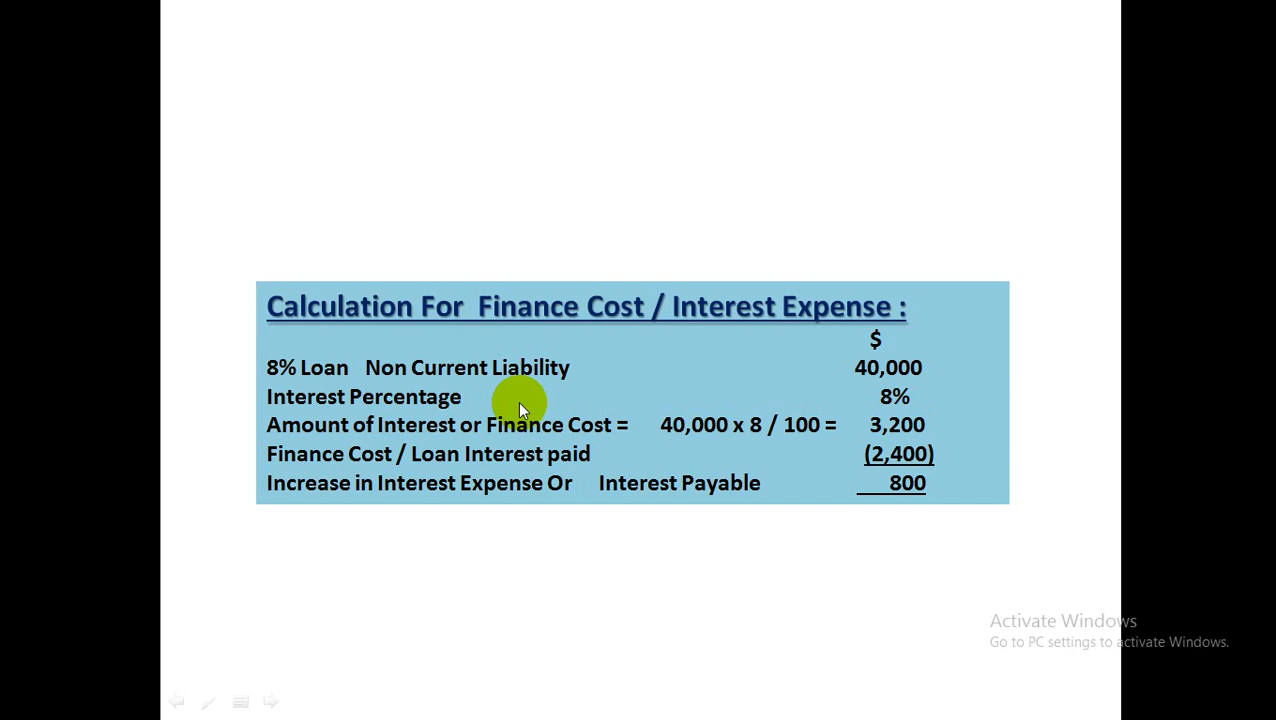 Calculation For Finance Cost / Interest Expense :
$
8% Loan Non Current Liability 40,000
Interest Percentage 8%
Amount of Interest or Finance Cost = 40,000 x 8 / 100 = 3,200
Finance Cost / Loan Interest paid (2,400)
Increase in Interest Expense Or Interest Payable 800
Activate Windows
Go to PC settings to activate Windows.